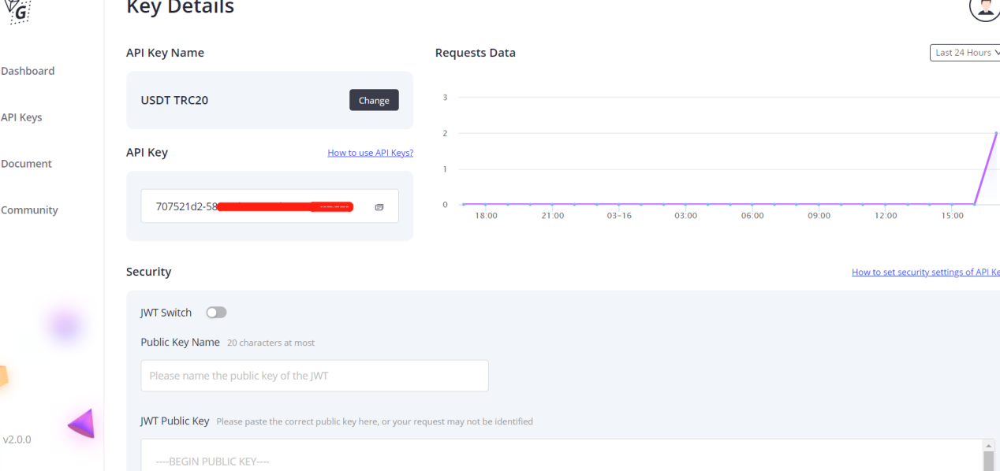 G
Key Details
API Key Name
Requests Data
Last 24 Hours
Dashboard
USDT TRC20
Change
3
API Keys
2
API Key
How to use API Keys?
Document
1
707521d2-58
0
Community
18:00 21:00 03-16 03:00 06:00 09:00 12:00 15:00
Security
How to set security settings of API Ke
JWT Switch
Public Key Name 20 characters at most
Please name the public key of the JWT
JWT Public Key Please paste the correct public key here, or your request may not be identified
v2.0.0
----BEGIN PUBLIC KEY----